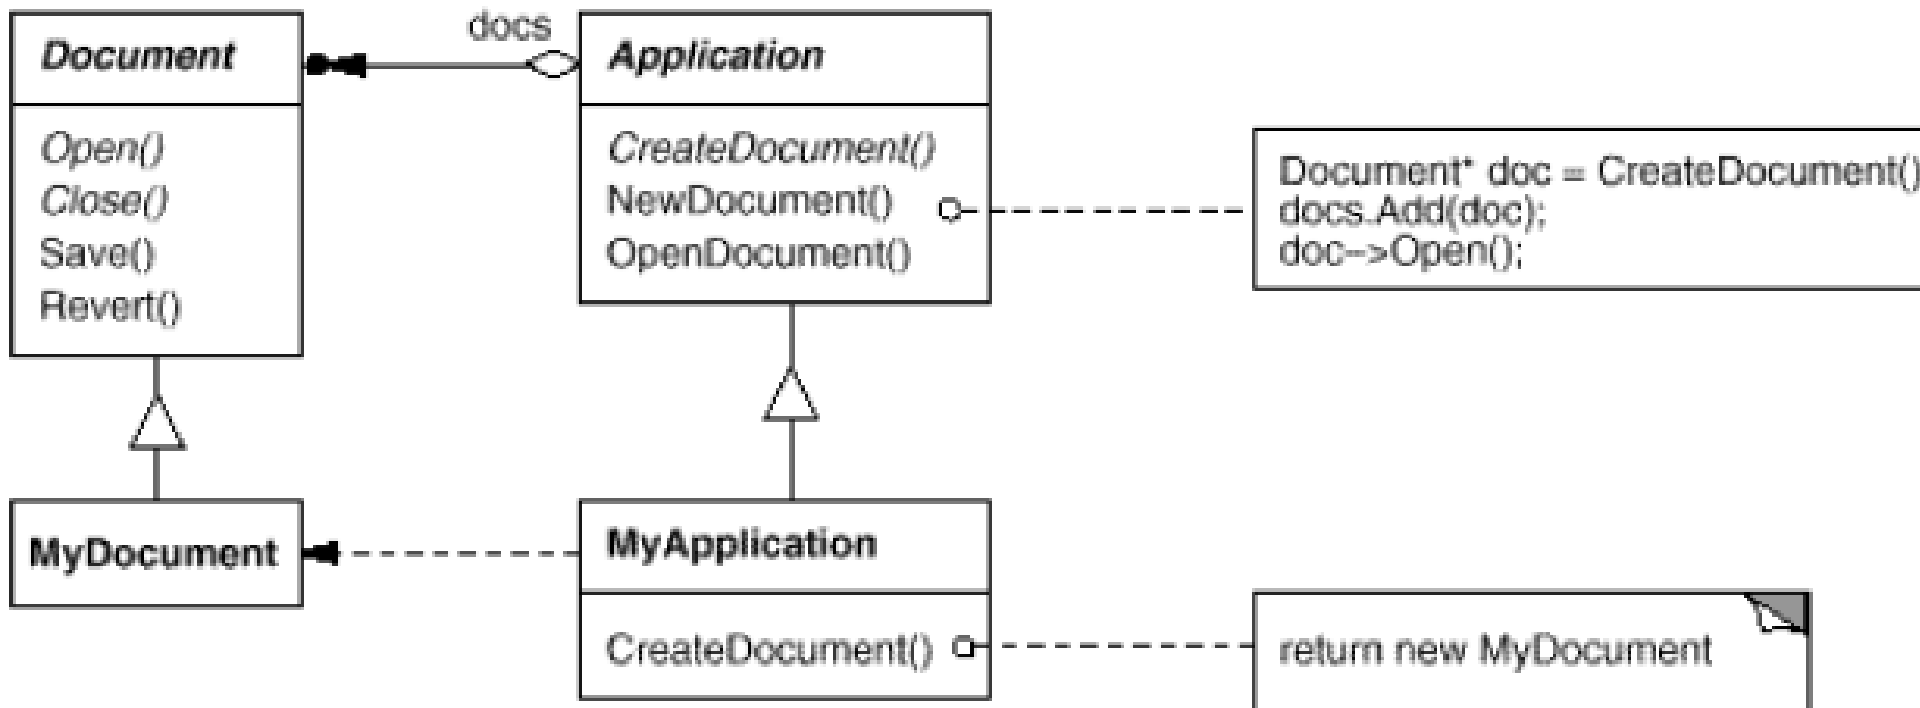 docs
Document
Open()
Close()
Save()
Revert()
Application
CreateDocument()
NewDocument()
OpenDocument()
Document* doc = CreateDocument()
docs.Add(doc);
doc->Open();
MyDocument
MyApplication
CreateDocument()
return new MyDocument